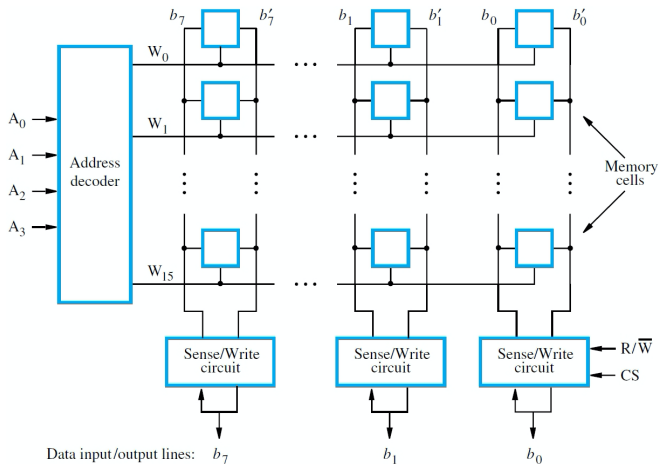 b7 b′7 b1 b′1 b0 b′0
W0
•••
W1
A0
A1
A2
A3
Address
decoder
Memory
cells
W15
•••
Sense/Write
circuit
Sense/Write
circuit
Sense/Write
circuit
R/W̅
CS
Data input/output lines: b7 b1 b0